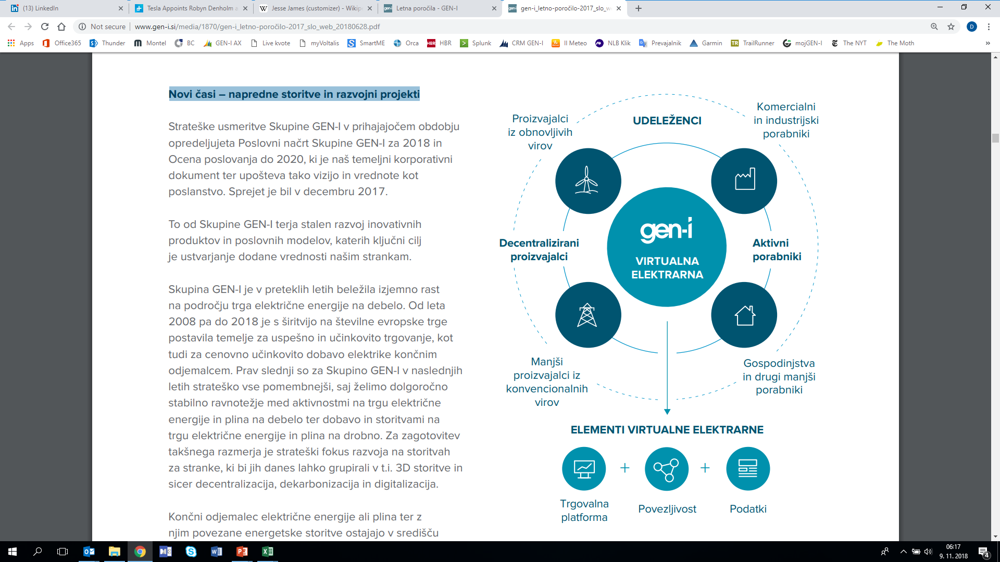 (13) LinkedIn
Tesla Appoints Robyn Denholm a
Jesse James (customizer) - Wikip
Letna poročila - GEN-I
gen-i_letno-poročilo-2017_slo_w
Not secure | www.gen-i.si/media/1870/gen-i_letno-poročilo-2017_slo_web_20180628.pdf
D
Apps Office365 Thunder Montel BC GEN-I AX Live kvote myVoltalis SmartME Orca HBR HBR Splunk CRM GEN-I Il Meteo NLB Klik Prevajalnik Garmin TR TrailRunner mojGEN-I The NYT The Moth »
Novi časi – napredne storitve in razvojni projekti
Strateške usmeritve Skupine GEN-I v prihajajočem obdobju
opredeljujeta Poslovni načrt Skupine GEN-I za 2018 in
Ocena poslovanja do 2020, ki je naš temeljni korporativni
dokument ter upošteva tako vizijo in vrednote kot
poslanstvo. Sprejet je bil v decembru 2017.
To od Skupine GEN-I terja stalen razvoj inovativnih
produktov in poslovnih modelov, katerih ključni cilj
je ustvarjanje dodane vrednosti našim strankam.
Skupina GEN-I je v preteklih letih beležila izjemno rast
na področju trga električne energije na debelo. Od leta
2008 pa do 2018 je s širitvijo na številne evropske trge
postavila temelje za uspešno in učinkovito trgovanje, kot
tudi za cenovno učinkovito dobavo elektrike končnim
odjemalcem. Prav slednji so za Skupino GEN-I v naslednjih
letih strateško vse pomembnejši, saj želimo dolgoročno
stabilno ravnotežje med aktivnostmi na trgu električne
energije in plina na debelo ter dobavo in storitvami na
trgu električne energije in plina na drobno. Za zagotovitev
takšnega razmerja je strateški fokus razvoja na storitvah
za stranke, ki bi jih danes lahko grupirali v t.i. 3D storitve in
sicer decentralizacija, dekarbonizacija in digitalizacija.
Končni odjemalec električne energije ali plina ter z
njim povezane energetske storitve ostajajo v središču
UDELEŽENCI
Proizvajalci
iz obnovljivih
virov
Komercialni
in industrijski
porabniki
Decentralizirani
proizvajalci
gen-i
VIRTUALNA
ELEKTRARNA
Aktivni
porabniki
Manjši
proizvajalci iz
konvencionalnih
virov
Gospodinjstva
in drugi manjši
porabniki
ELEMENTI VIRTUALNE ELEKTRARNE
+ +
Trgovalna
platforma
Povezljivost
Podatki
06:17
9. 11. 2018
4